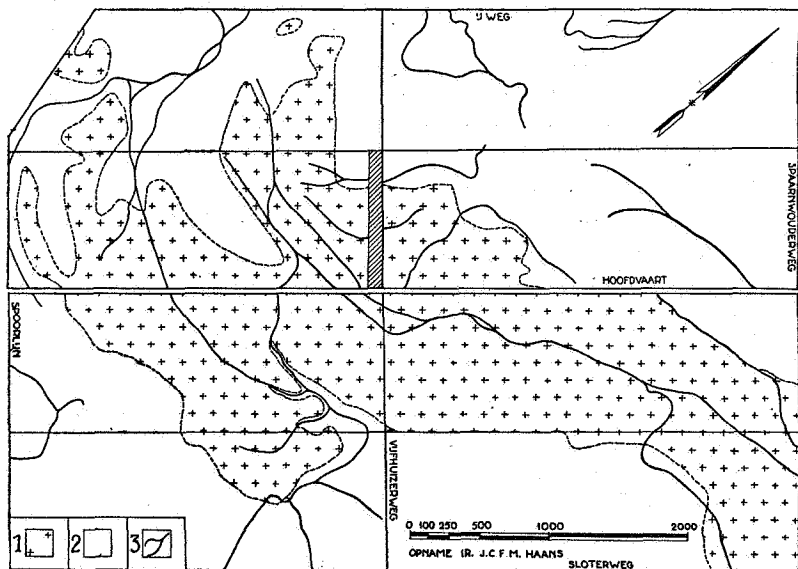 IJ WEG
SPAARNWOUDERWEG
HOOFDVAART
SPOORLIJN
VIJFHUIZERWEG
1 2 3
0 100 250 500 1000 2000
OPNAME IR. J.C.F.M. HAANS
SLOTERWEG